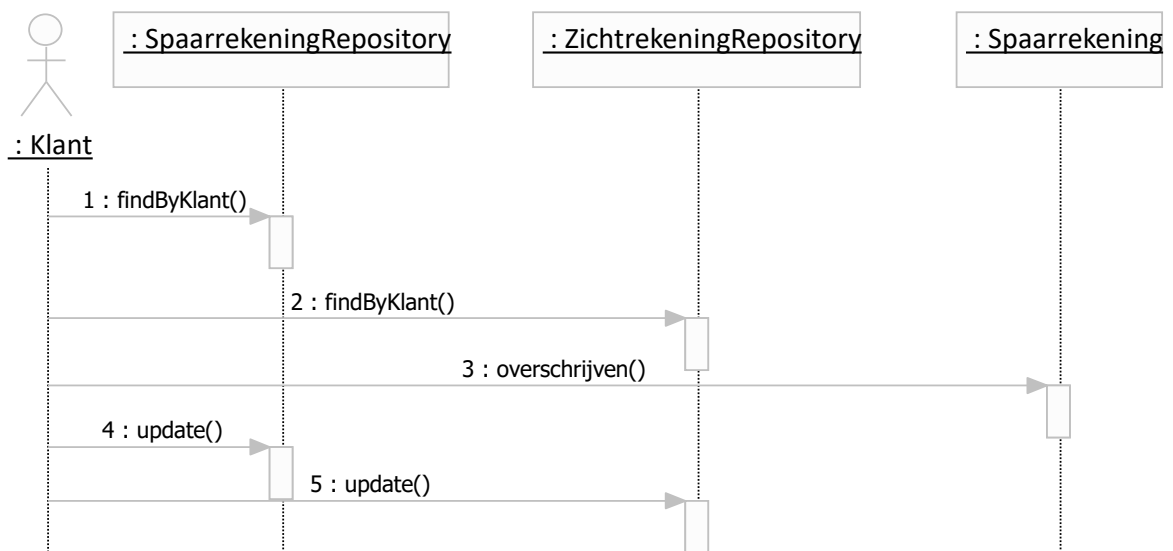 : SpaarrekeningRepository
: ZichtrekeningRepository
: Spaarrekening
: Klant
1 : findByKlant()
2 : findByKlant()
3 : overschrijven()
4 : update()
5 : update()